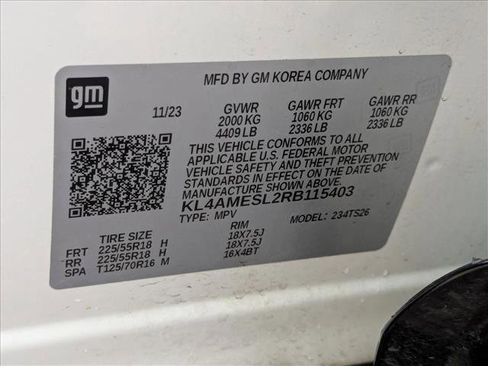 gm
MFD BY GM KOREA COMPANY
11/23 GVWR GAWR FRT GAWR RR
2000 KG 1060 KG 1060 KG
4409 LB 2336 LB 2336 LB
THIS VEHICLE CONFORMS TO ALL
APPLICABLE U.S. FEDERAL MOTOR
VEHICLE SAFETY AND THEFT PREVENTION
STANDARDS IN EFFECT ON THE DATE OF
MANUFACTURE SHOWN ABOVE.
KL4AMESL2RB115403
TYPE: MPV MODEL: 234TS26
TIRE SIZE RIM
FRT 225/55R18 H 18X7.5J
RR 225/55R18 H 18X7.5J
SPA T125/70R16 M 16X4BT